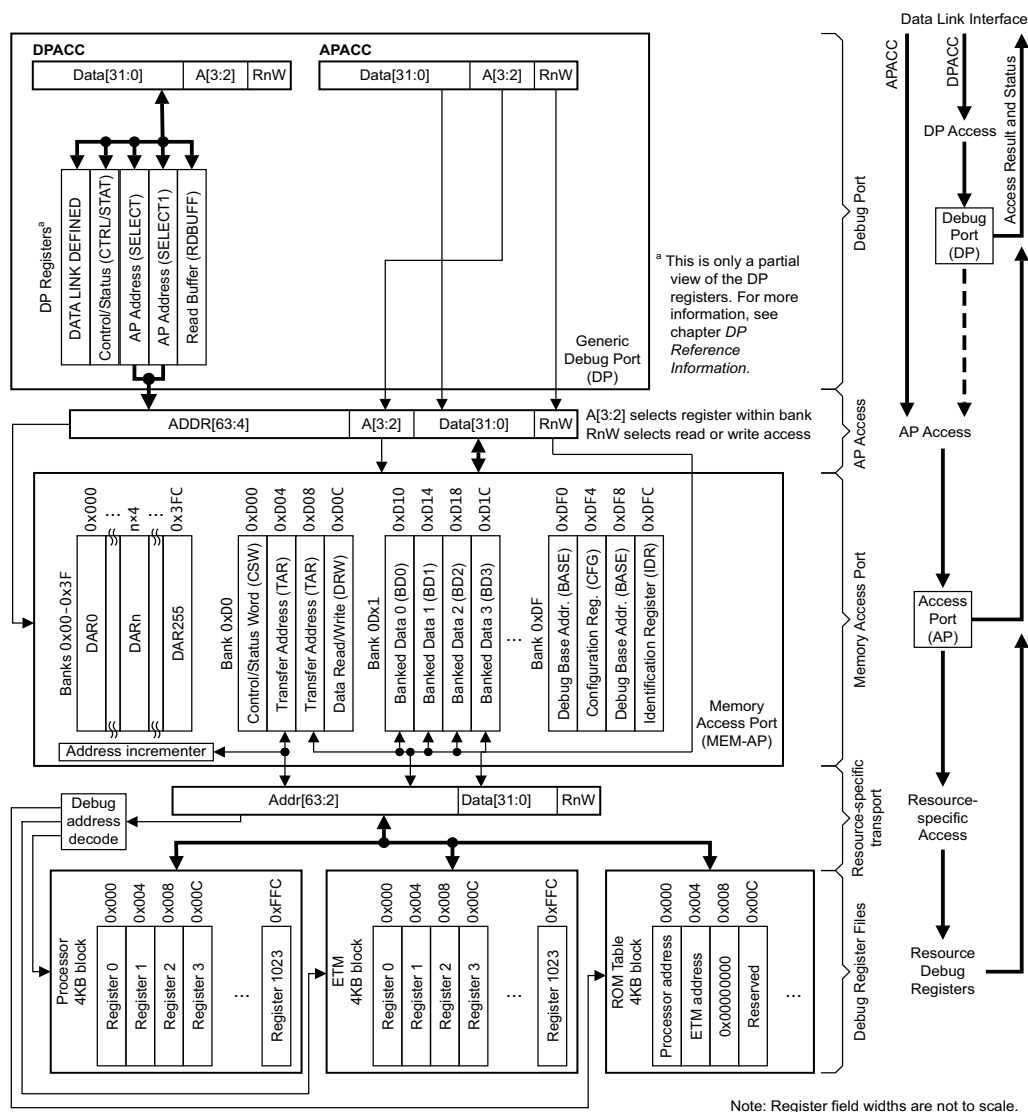 Data Link Interface
DPACC
Data[31:0]
A[3:2]
RnW
APACC
Data[31:0]
A[3:2]
RnW
DP Registersa
DATA LINK DEFINED
Control/Status (CTRL/STAT)
AP Address (SELECT)
AP Address (SELECT1)
Read Buffer (RDBUFF)
Generic
Debug Port
(DP)
a This is only a partial
view of the DP
registers. For more
information, see
chapter DP
Reference
Information.
Debug Port
APACC
DPACC
Access Result and Status
DP Access
Debug
Port
(DP)
ADDR[63:4]
A[3:2]
Data[31:0]
RnW
A[3:2] selects register within bank
RnW selects read or write access
AP Access
AP Access
Banks 0x00–0x3F
0x000
...
n×4
...
0x3FC
DAR0
DARn
DAR255
Bank 0xD0
0xD00
0xD04
0xD08
0xD0C
Control/Status Word (CSW)
Transfer Address (TAR)
Transfer Address (TAR)
Data Read/Write (DRW)
Bank 0Dx1
0xD10
0xD14
0xD18
0xD1C
Banked Data 0 (BD0)
Banked Data 1 (BD1)
Banked Data 2 (BD2)
Banked Data 3 (BD3)
...
Bank 0xDF
0xDF0
0xDF4
0xDF8
0xDFC
Debug Base Addr. (BASE)
Configuration Reg. (CFG)
Debug Base Addr. (BASE)
Identification Register (IDR)
Address incrementer
Memory
Access Port
(MEM-AP)
Memory Access Port
Access
Port
(AP)
Addr[63:2]
Data[31:0]
RnW
Debug
address
decode
Resource-specific
transport
Resource-
specific
Access
Processor
4KB block
0x000
0x004
0x008
0x00C
0xFFC
Register 0
Register 1
Register 2
Register 3
...
Register 1023
ETM
4KB block
0x000
0x004
0x008
0x00C
0xFFC
Register 0
Register 1
Register 2
Register 3
...
Register 1023
ROM Table
4KB block
0x000
0x004
0x008
0x00C
Processor address
ETM address
0x00000000
Reserved
...
Debug Register Files
Resource
Debug
Registers
Note: Register field widths are not to scale.